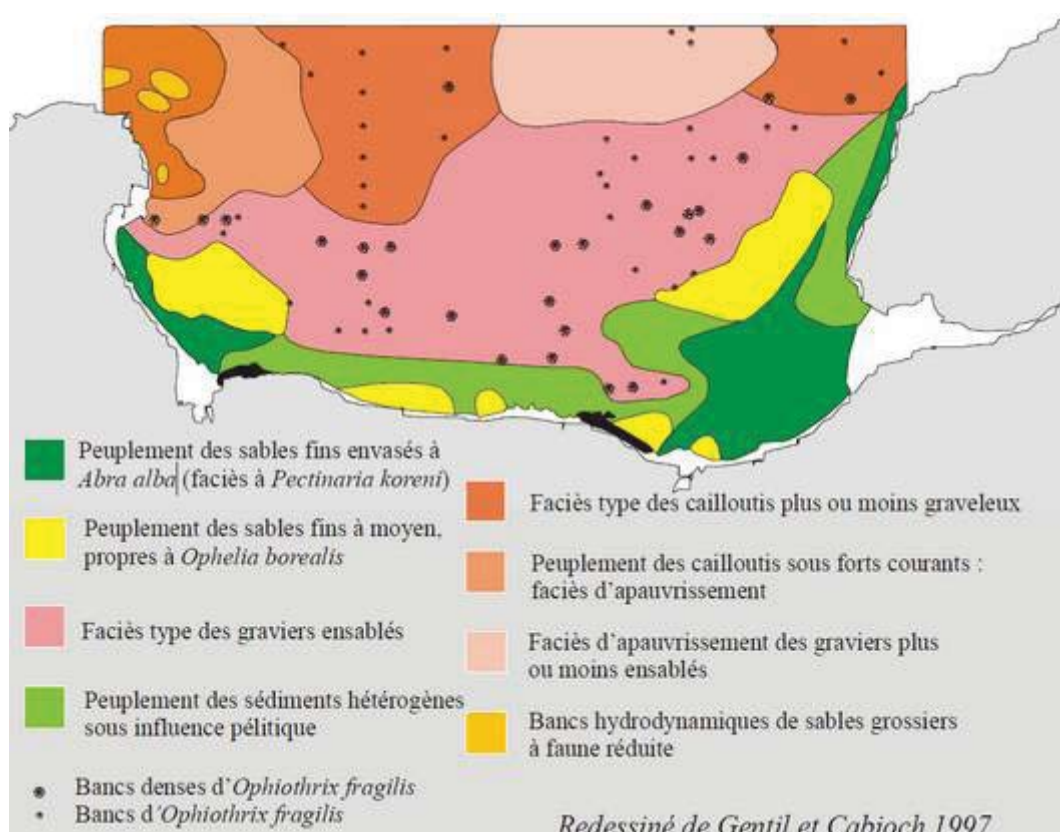 Peuplement des sables fins envasés à
Abra alba (faciès à Pectinaria koreni)
Peuplement des sables fins à moyen,
propres à Ophelia borealis
Faciès type des graviers ensablés
Peuplement des sédiments hétérogènes
sous influence pélitique
Bancs denses d'Ophiothrix fragilis
Bancs d'Ophiothrix fragilis
Faciès type des cailloutis plus ou moins graveleux
Peuplement des cailloutis sous forts courants :
faciès d'apauvrissement
Faciès d'apauvrissement des graviers plus
ou moins ensablés
Bancs hydrodynamiques de sables grossiers
à faune réduite
Redessiné de Gentil et Cabioch 1997